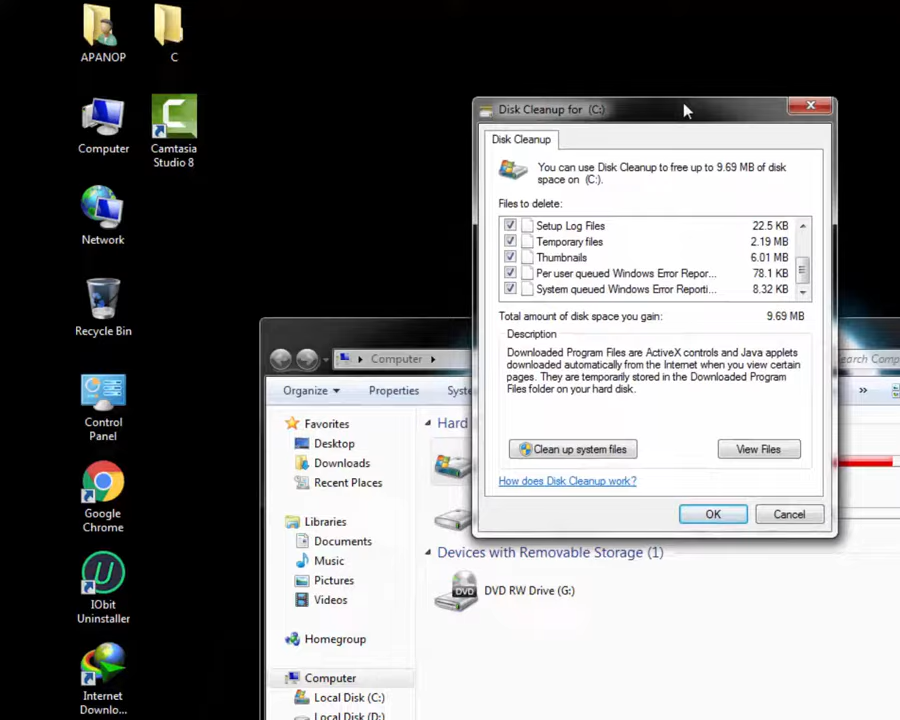 APANOP
C
Computer
Camtasia
Studio 8
Network
Recycle Bin
Control
Panel
Google
Chrome
IObit
Uninstaller
Internet
Downlo...
Disk Cleanup for (C:)
Disk Cleanup
You can use Disk Cleanup to free up to 9.69 MB of disk
space on (C:).
Files to delete:
Setup Log Files 22.5 KB
Temporary files 2.19 MB
Thumbnails 6.01 MB
Per user queued Windows Error Repor... 78.1 KB
System queued Windows Error Reporti... 8.32 KB
Total amount of disk space you gain: 9.69 MB
Description
Downloaded Program Files are ActiveX controls and Java applets
downloaded automatically from the Internet when you view certain
pages. They are temporarily stored in the Downloaded Program
Files folder on your hard disk.
Clean up system files
View Files
How does Disk Cleanup work?
OK
Cancel
Computer
earch Comp
Organize
Properties
Syste
»
Favorites
Desktop
Downloads
Recent Places
Libraries
Documents
Music
Pictures
Videos
Homegroup
Computer
Local Disk (C:)
Local Disk (D:)
Hard
Devices with Removable Storage (1)
DVD
DVD RW Drive (G:)